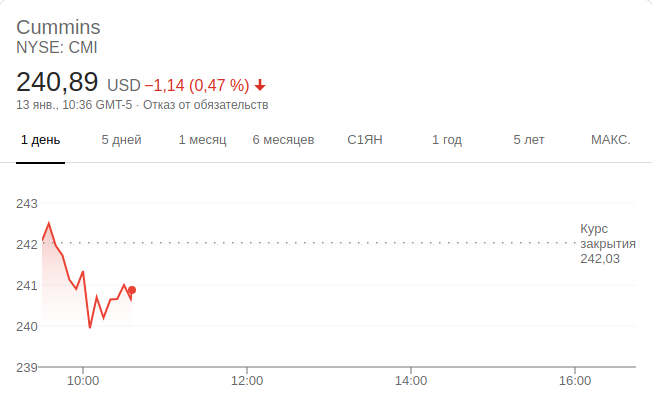 Cummins
NYSE: CMI
240,89 USD −1,14 (0,47 %)
13 янв., 10:36 GMT-5 · Отказ от обязательств
1 день 5 дней 1 месяц 6 месяцев С1ЯН 1 год 5 лет МАКС.
243
Курс
242 закрытия
242,03
241
240
239
10:00 12:00 14:00 16:00